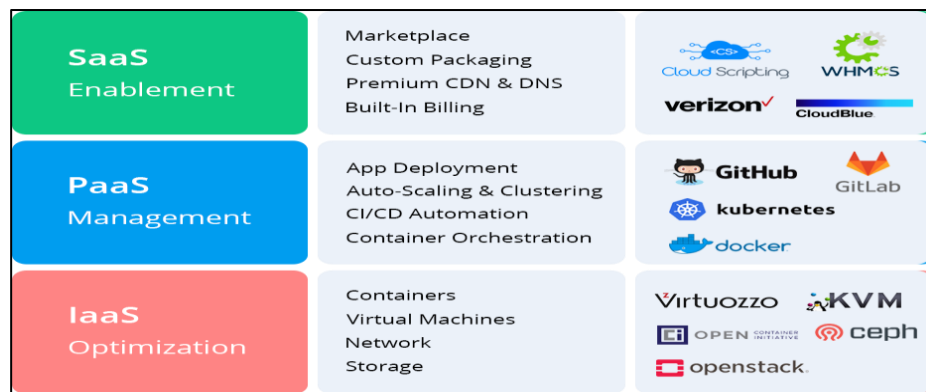 SaaS
Enablement
Marketplace
Custom Packaging
Premium CDN & DNS
Built-In Billing
<CS>
Cloud Scripting
WHMCS
verizon✓
CloudBlue
PaaS
Management
App Deployment
Auto-Scaling & Clustering
CI/CD Automation
Container Orchestration
GitHub
GitLab
kubernetes
docker
IaaS
Optimization
Containers
Virtual Machines
Network
Storage
Virtuozzo
KVM
Ci OPEN CONTAINER INITIATIVE
ceph
openstack.